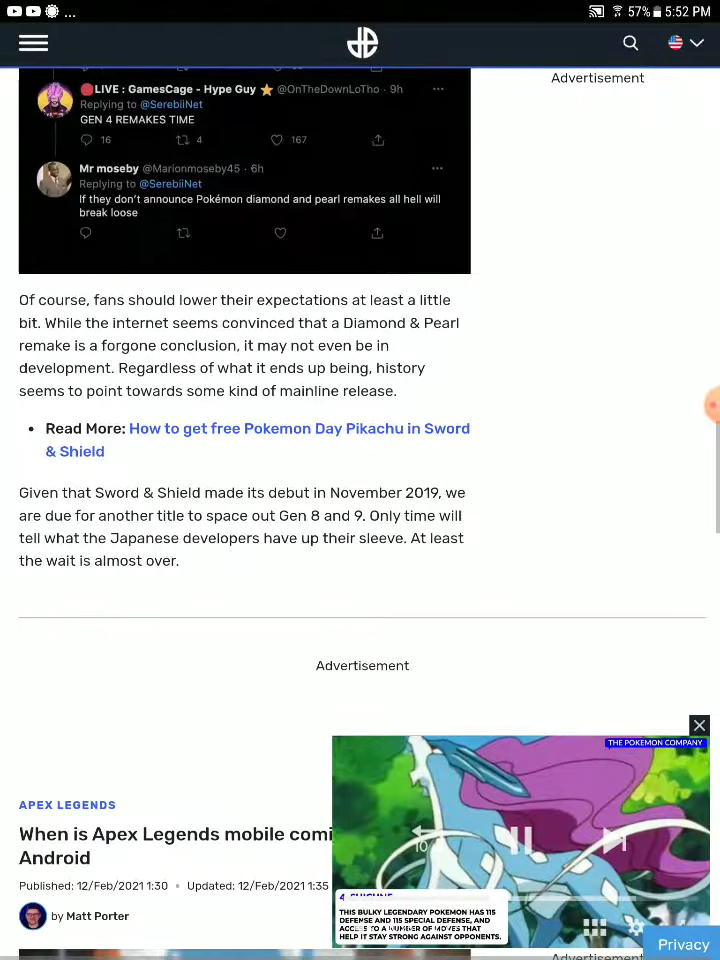 ... 57% 5:52 PM
Advertisement
LIVE : GamesCage - Hype Guy @OnTheDownLoTho · 9h
Replying to @SerebiiNet
GEN 4 REMAKES TIME
16 4 167
Mr moseby @Marionmoseby45 · 6h
Replying to @SerebiiNet
If they don't announce Pokémon diamond and pearl remakes all hell will
break loose
Of course, fans should lower their expectations at least a little
bit. While the internet seems convinced that a Diamond & Pearl
remake is a forgone conclusion, it may not even be in
development. Regardless of what it ends up being, history
seems to point towards some kind of mainline release.
• Read More: How to get free Pokemon Day Pikachu in Sword
& Shield
Given that Sword & Shield made its debut in November 2019, we
are due for another title to space out Gen 8 and 9. Only time will
tell what the Japanese developers have up their sleeve. At least
the wait is almost over.
Advertisement
THE POKEMON COMPANY
10
4. SUICUNE
THIS BULKY LEGENDARY POKEMON HAS 115
DEFENSE AND 115 SPECIAL DEFENSE, AND
ACCESS TO A NUMBER OF MOVES THAT
HELP IT STAY STRONG AGAINST OPPONENTS.
APEX LEGENDS
When is Apex Legends mobile comi
Android
Published: 12/Feb/2021 1:30 • Updated: 12/Feb/2021 1:35
by Matt Porter
Privacy
Advertisement